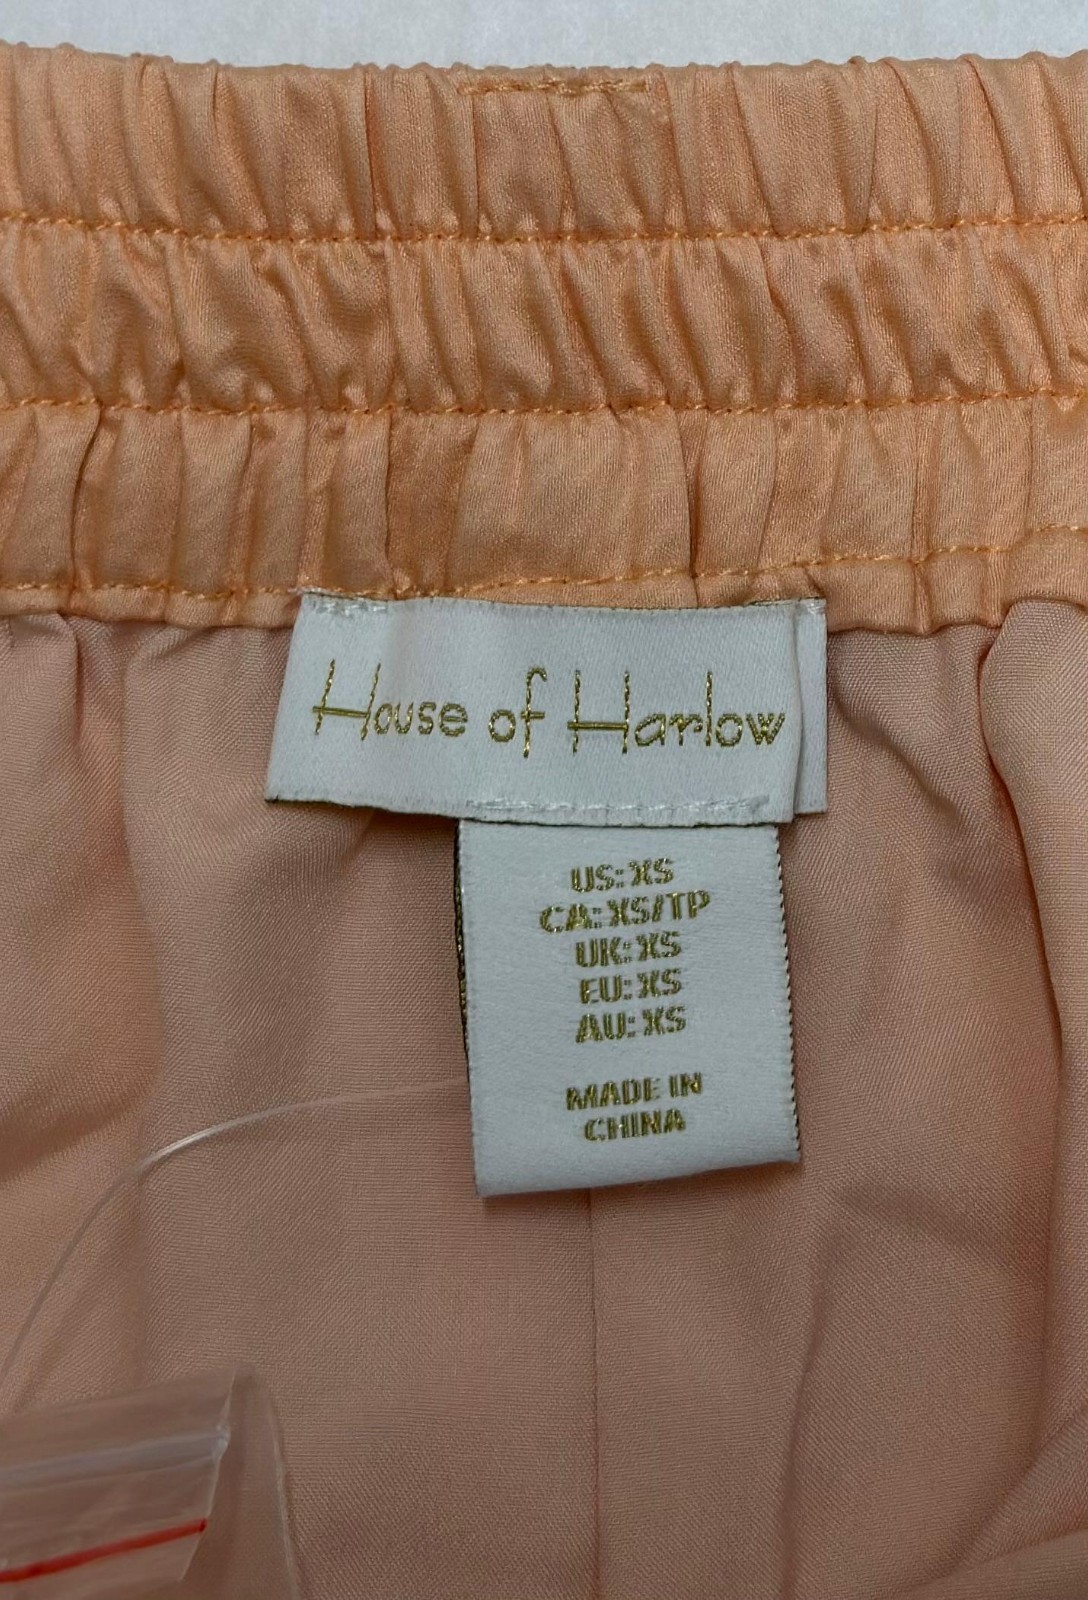 House of Harlow
US:XS
CA:XS/TP
UK:XS
EU:XS
AU:XS
MADE IN
CHINA